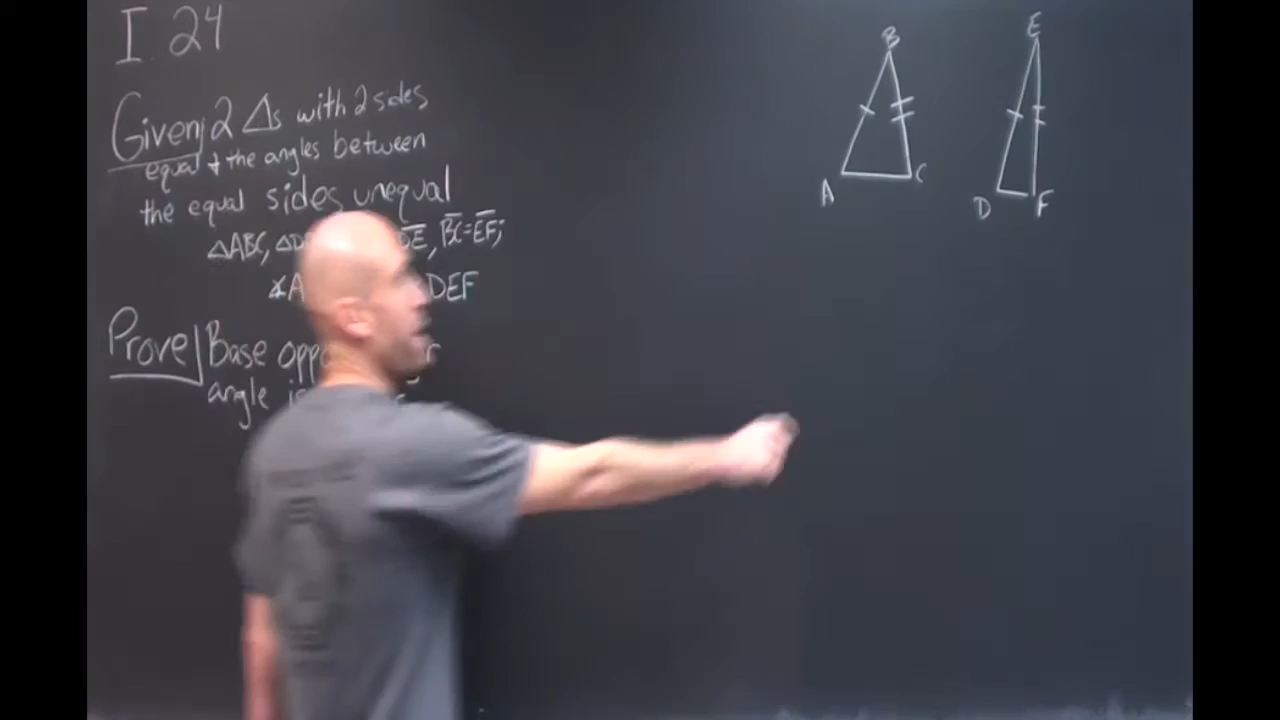 I. 24
Given 2 △s with 2 sides
equal & the angles between
the equal sides unequal
△ABC, DE, BC=EF;
∡A DEF
Prove Base
angle
B
A
C
E
D
F